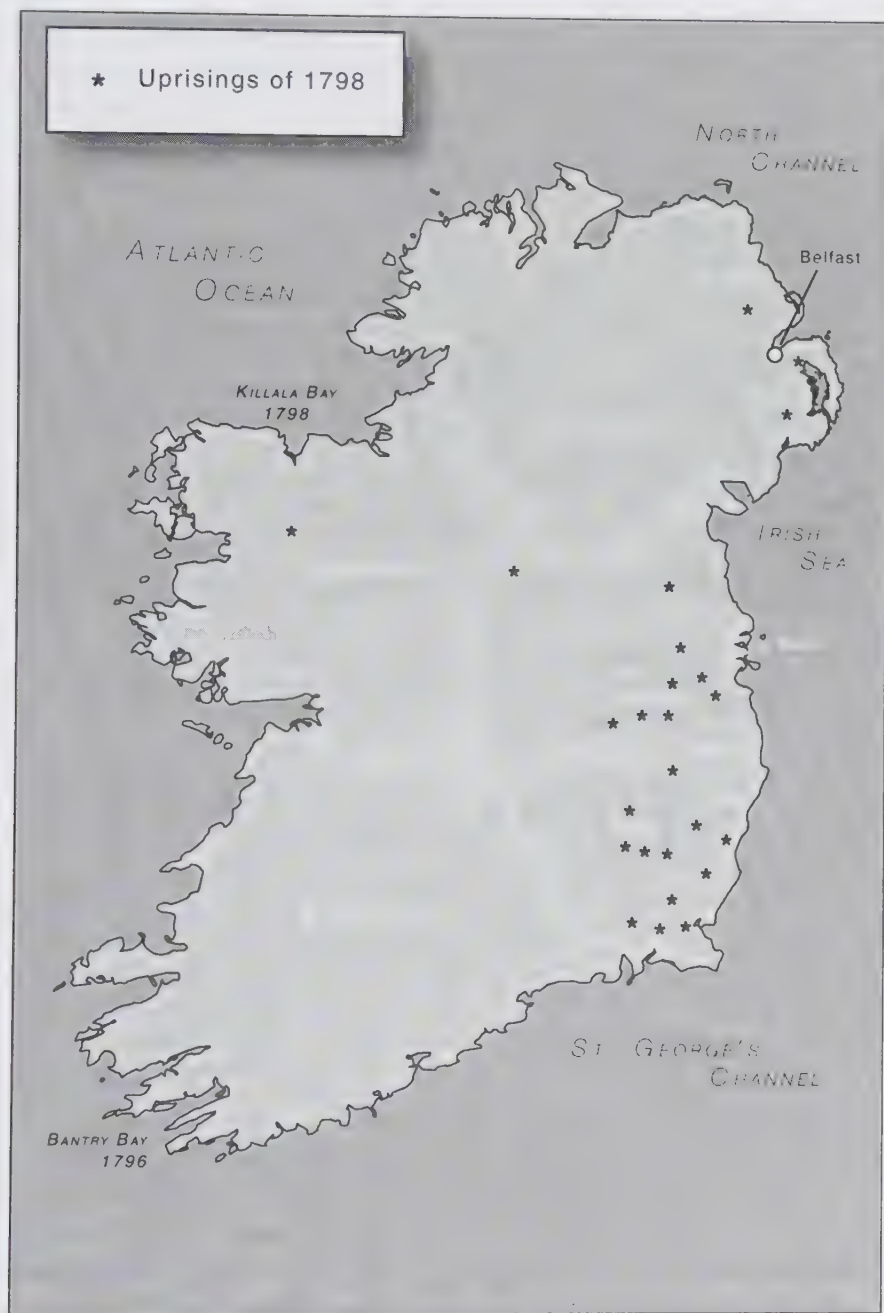 * Uprisings of 1798
NORTH
CHANNEL
ATLANTIC
OCEAN
Belfast
KILLALA BAY
1798
IRISH
SEA
ST. GEORGE'S
CHANNEL
BANTRY BAY
1796